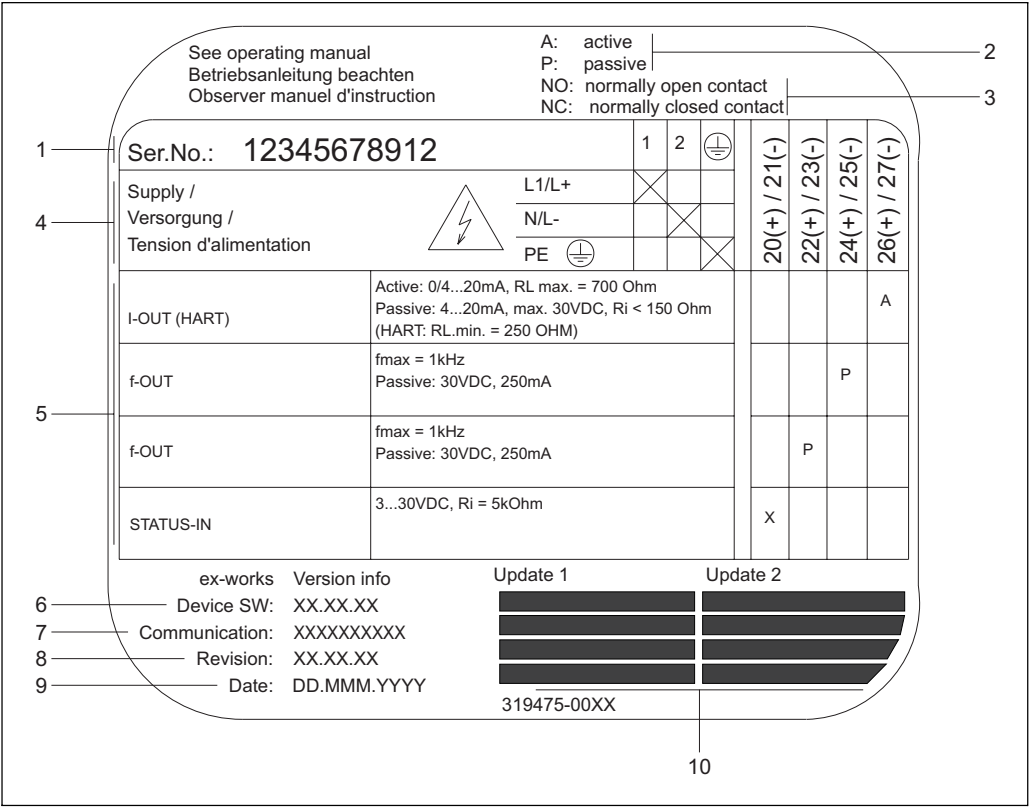 See operating manual
Betriebsanleitung beachten
Observer manuel d'instruction
A: active
P: passive
NO: normally open contact
NC: normally closed contact
2
3
1
Ser.No.: 12345678912
1 2
20(+) / 21(-)
22(+) / 23(-)
24(+) / 25(-)
26(+) / 27(-)
4
Supply /
Versorgung /
Tension d'alimentation
L1/L+
N/L-
PE
5
I-OUT (HART)
Active: 0/4...20mA, RL max. = 700 Ohm
Passive: 4...20mA, max. 30VDC, Ri < 150 Ohm
(HART: RL.min. = 250 OHM)
A
f-OUT
fmax = 1kHz
Passive: 30VDC, 250mA
P
f-OUT
fmax = 1kHz
Passive: 30VDC, 250mA
P
STATUS-IN
3...30VDC, Ri = 5kOhm
X
ex-works Version info Update 1 Update 2
6 Device SW: XX.XX.XX
7 Communication: XXXXXXXXXX
8 Revision: XX.XX.XX
9 Date: DD.MMM.YYYY
319475-00XX
10